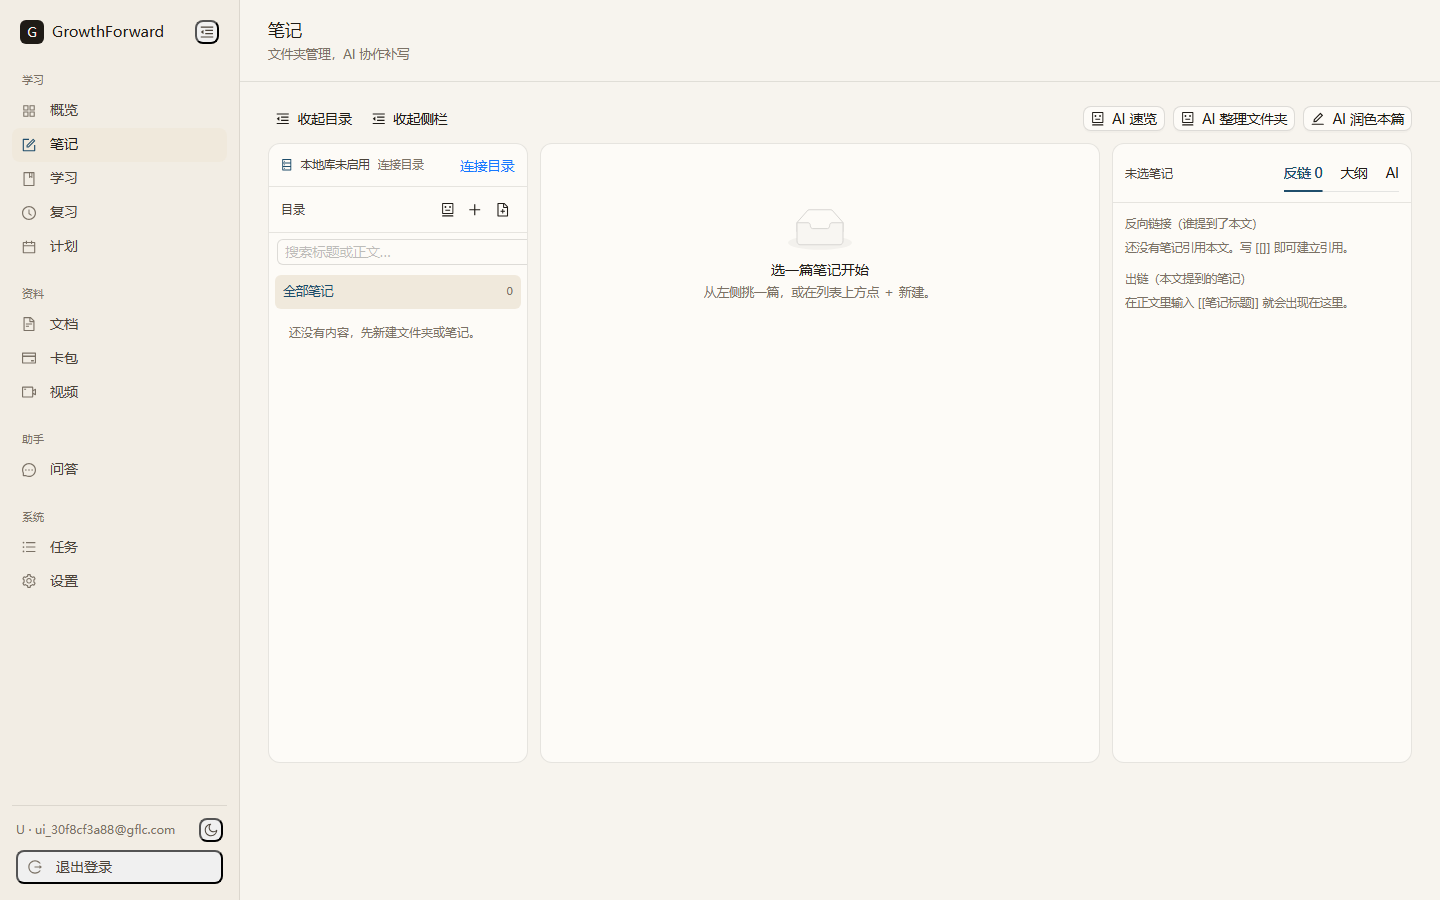 G GrowthForward
学习
概览
笔记
学习
复习
计划
资料
文档
卡包
视频
助手
问答
系统
任务
设置
U · ui_30f8cf3a88@gflc.com
退出登录
笔记
文件夹管理，AI 协作补写
收起目录 收起侧栏
AI 速览 AI 整理文件夹 AI 润色本篇
本地库未启用 连接目录 连接目录
目录
搜索标题或正文...
全部笔记 0
还没有内容，先新建文件夹或笔记。
选一篇笔记开始
从左侧挑一篇，或在列表上方点 + 新建。
未选笔记 反链 0 大纲 AI
反向链接（谁提到了本文）
还没有笔记引用本文。写 [[]] 即可建立引用。
出链（本文提到的笔记）
在正文里输入 [[笔记标题]] 就会出现在这里。